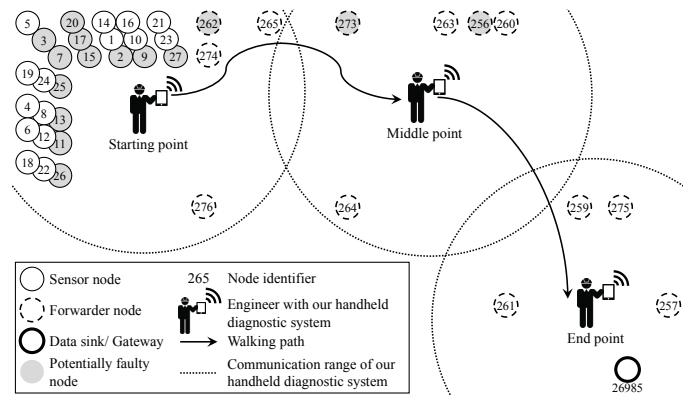 5 20 14 16 21 262 265 273 263 256 260
3 17 1 10 23
7 15 2 9 27 274
19 24 25
4 8 13
6 12 11
18 22 26
Starting point
Middle point
276 264 259 275
261 257
End point
26985
Sensor node
Forwarder node
Data sink/ Gateway
Potentially faulty
node
265 Node identifier
Engineer with our handheld
diagnostic system
Walking path
Communication range of our
handheld diagnostic system